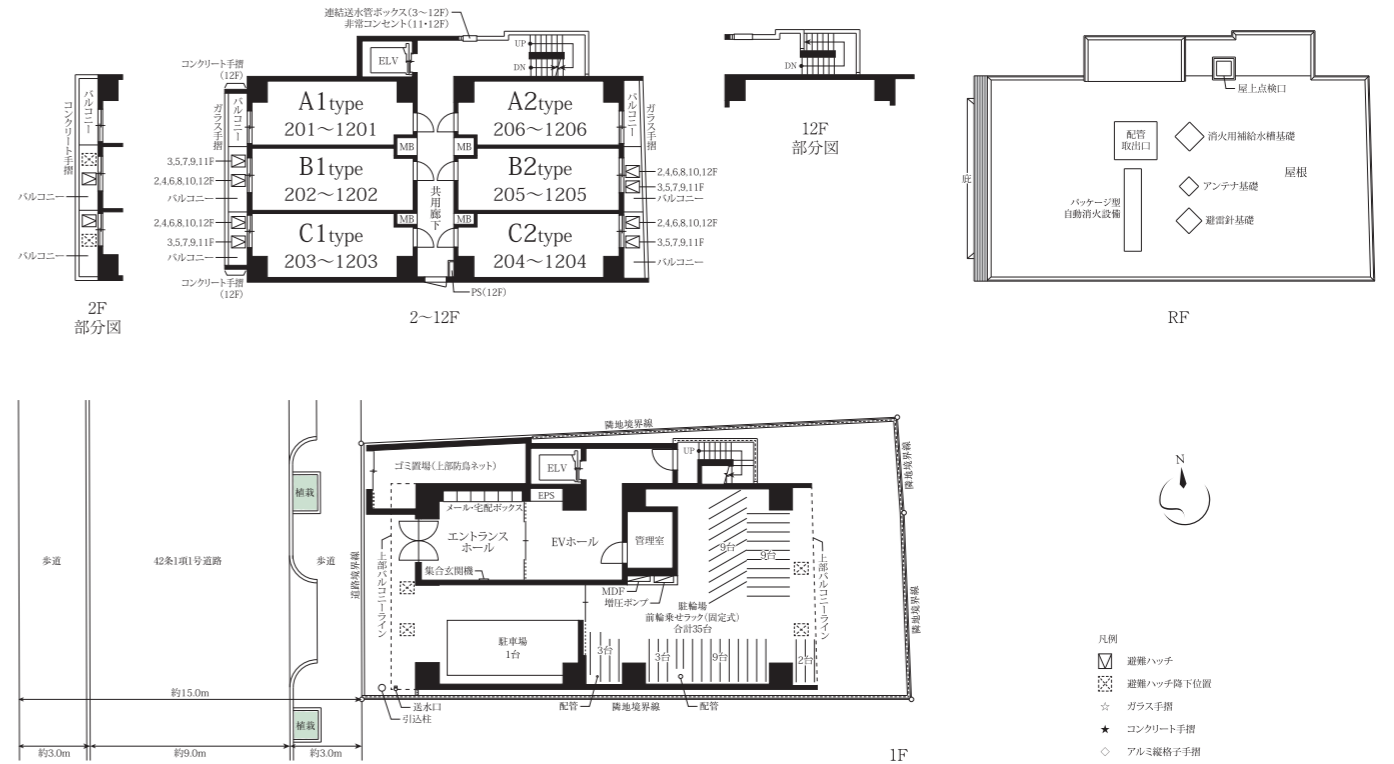 連結送水管ボックス(3～12F)
非常コンセント(11・12F)
ELV
UP
DN
コンクリート手摺
(12F)
バルコニー
ガラス手摺
A1type
201～1201
A2type
206～1206
バルコニー
ガラス手摺
MB
3,5,7,9,11F
2,4,6,8,10,12F
バルコニー
B1type
202～1202
共用廊下
B2type
205～1205
2,4,6,8,10,12F
3,5,7,9,11F
バルコニー
MB
MB
2,4,6,8,10,12F
3,5,7,9,11F
バルコニー
C1type
203～1203
C2type
204～1204
2,4,6,8,10,12F
3,5,7,9,11F
バルコニー
コンクリート手摺
(12F)
PS(12F)
2～12F
バルコニー
コンクリート手摺
バルコニー
バルコニー
2F
部分図
DN
12F
部分図
屋上点検口
配管
取出口
消火用補給水槽基礎
屋根
庇
アンテナ基礎
パッケージ型
自動消火設備
避雷針基礎
RF
隣地境界線
隣地境界線
隣地境界線
隣地境界線
ゴミ置場(上部防鳥ネット)
ELV
UP
EPS
メール・宅配ボックス
エントランス
ホール
EVホール
管理室
集合玄関機
MDF
増圧ポンプ
9台
9台
駐輪場
前輪乗せラック(固定式)
合計35台
上部バルコニーライン
上部バルコニーライン
道路境界線
駐車場
1台
3台
3台
9台
2台
植栽
植栽
歩道
42条1項1号道路
歩道
約15.0m
約3.0m
約9.0m
約3.0m
送水口
引込柱
配管
隣地境界線
配管
1F
N
凡例
避難ハッチ
避難ハッチ降下位置
☆ ガラス手摺
★ コンクリート手摺
◇ アルミ縦格子手摺